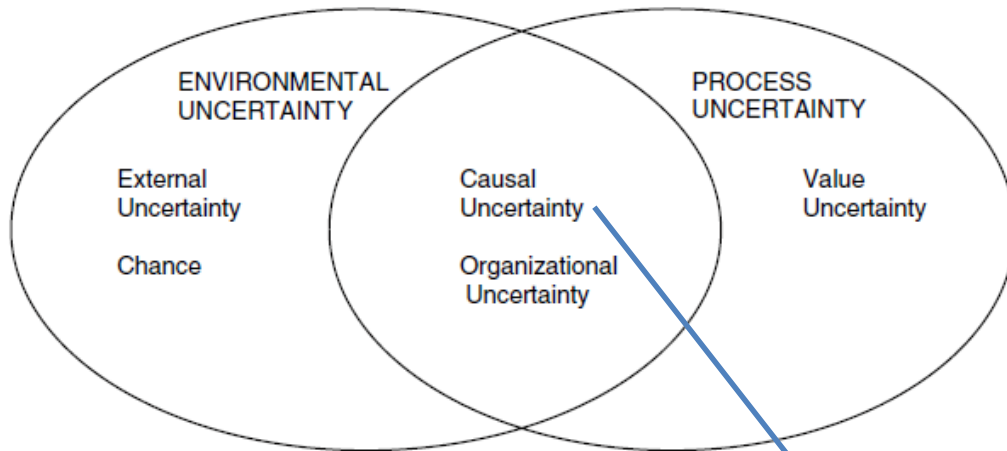 ENVIRONMENTAL
UNCERTAINTY
PROCESS
UNCERTAINTY
External
Uncertainty
Causal
Uncertainty
Value
Uncertainty
Chance
Organizational
Uncertainty